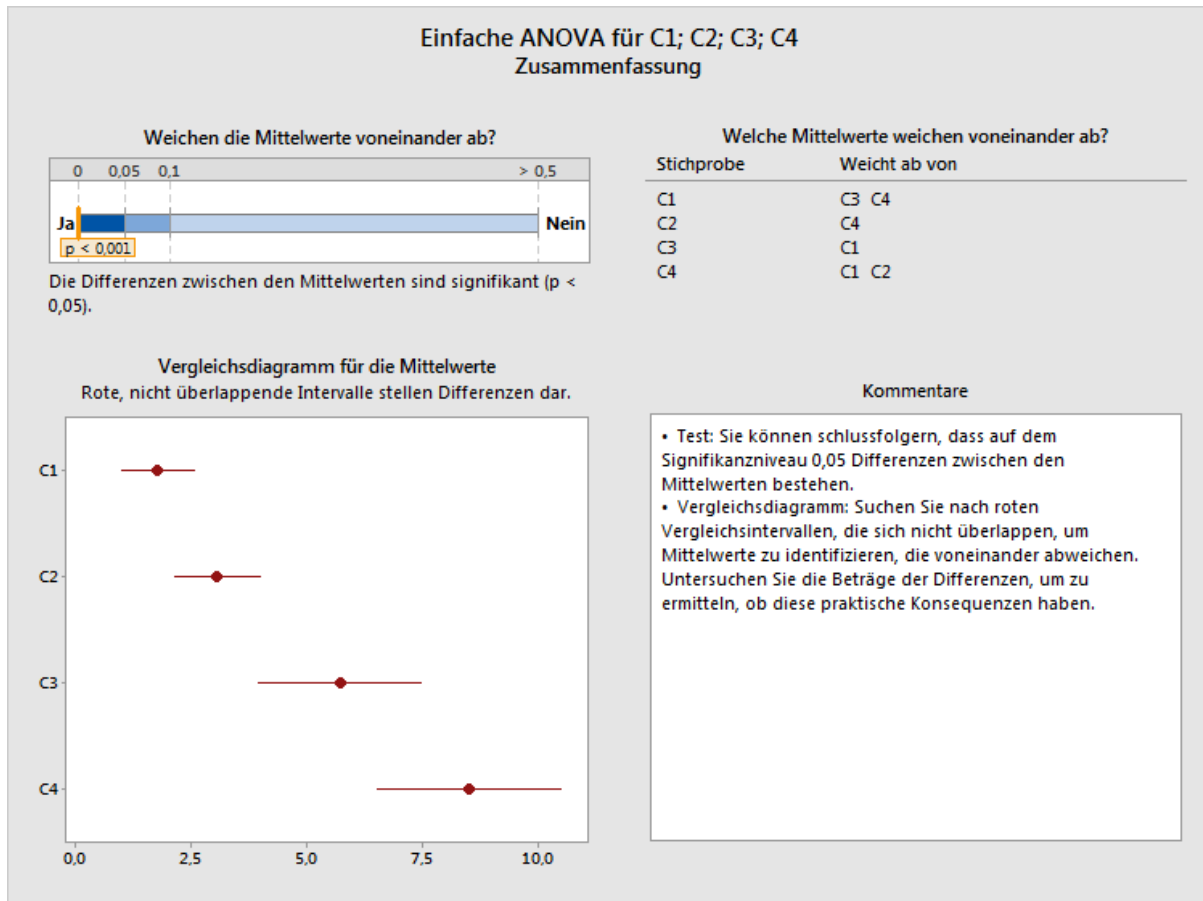 Einfache ANOVA für C1; C2; C3; C4
Zusammenfassung
Weichen die Mittelwerte voneinander ab?
0 0,05 0,1 > 0,5
Ja Nein
p < 0,001
Die Differenzen zwischen den Mittelwerten sind signifikant (p <
0,05).
Welche Mittelwerte weichen voneinander ab?
Stichprobe Weicht ab von
C1 C3 C4
C2 C4
C3 C1
C4 C1 C2
Vergleichsdiagramm für die Mittelwerte
Rote, nicht überlappende Intervalle stellen Differenzen dar.
C1
C2
C3
C4
0,0 2,5 5,0 7,5 10,0
Kommentare
• Test: Sie können schlussfolgern, dass auf dem
Signifikanzniveau 0,05 Differenzen zwischen den
Mittelwerten bestehen.
• Vergleichsdiagramm: Suchen Sie nach roten
Vergleichsintervallen, die sich nicht überlappen, um
Mittelwerte zu identifizieren, die voneinander abweichen.
Untersuchen Sie die Beträge der Differenzen, um zu
ermitteln, ob diese praktische Konsequenzen haben.